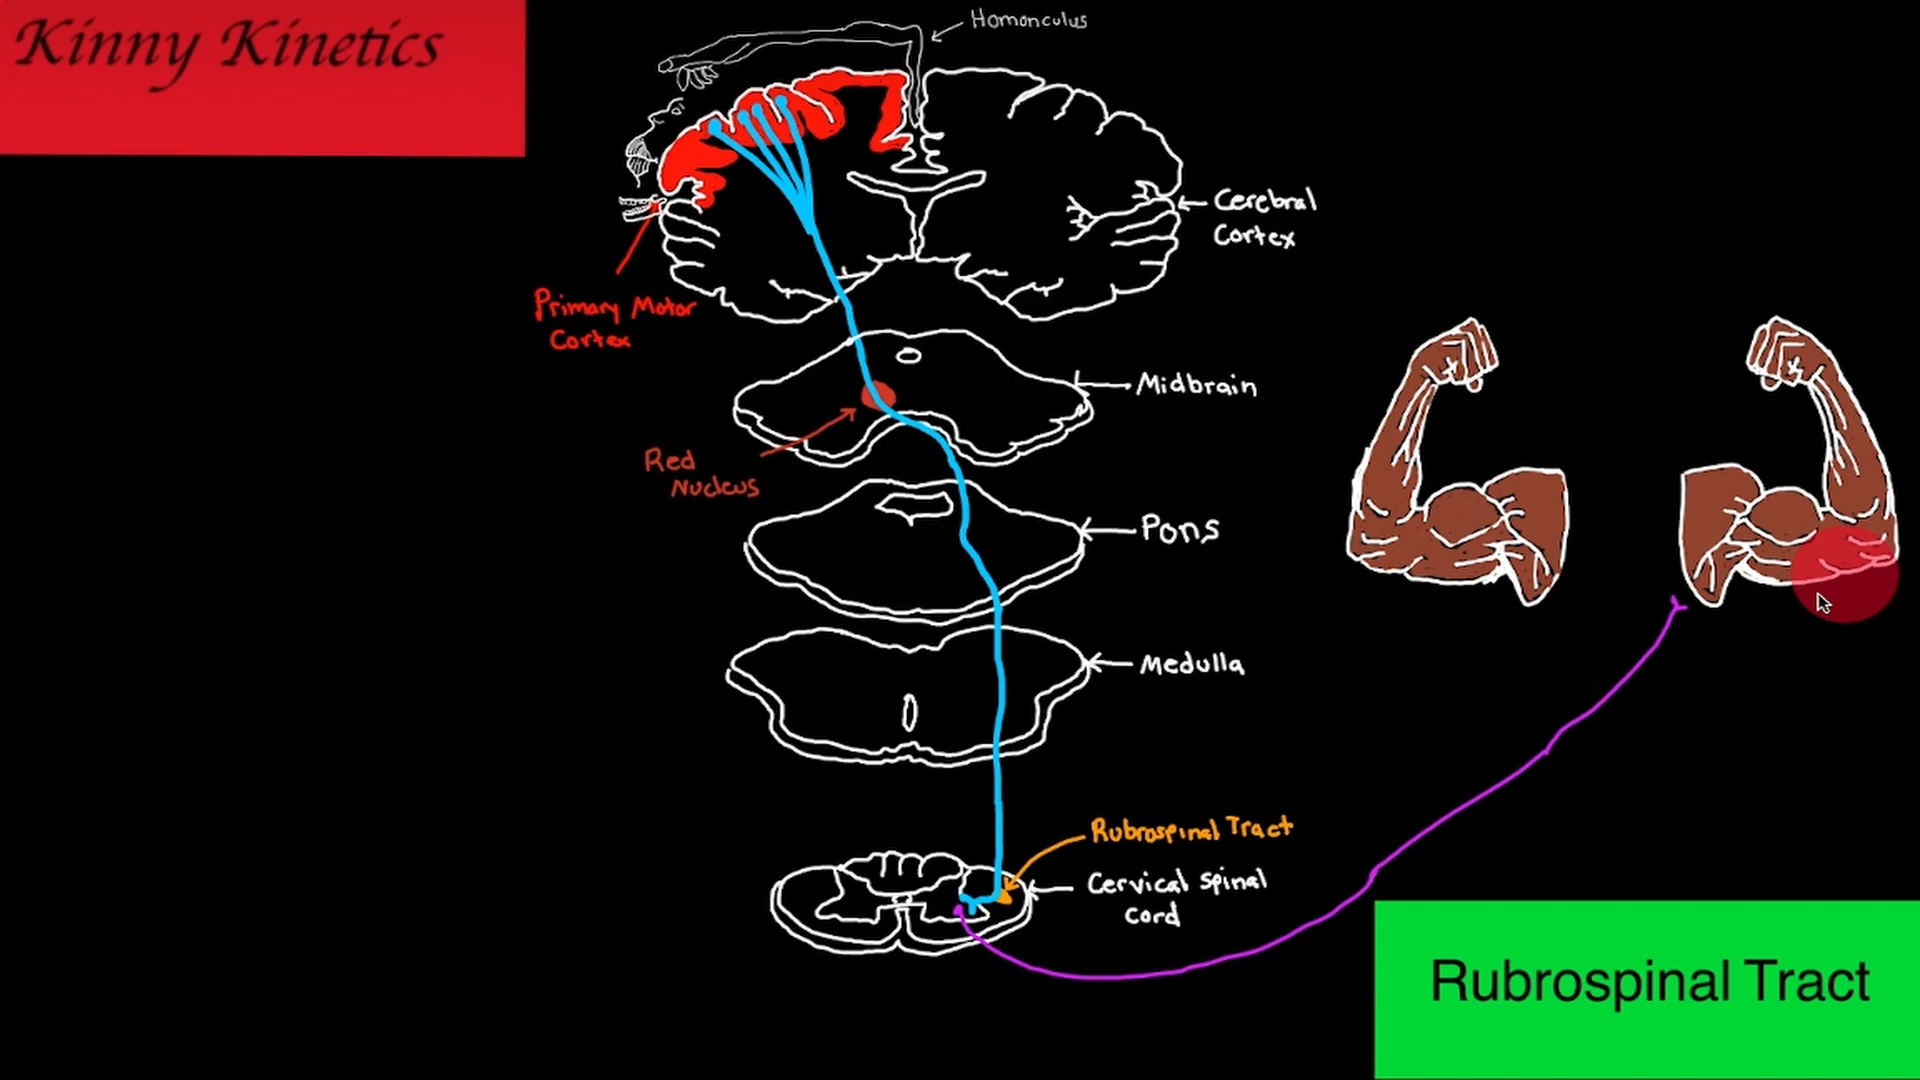 Kinny Kinetics
Homonculus
Cerebral
Cortex
Primary Motor
Cortex
Midbrain
Red
Nucleus
Pons
Medulla
Rubrospinal Tract
Cervical Spinal
Cord
Rubrospinal Tract